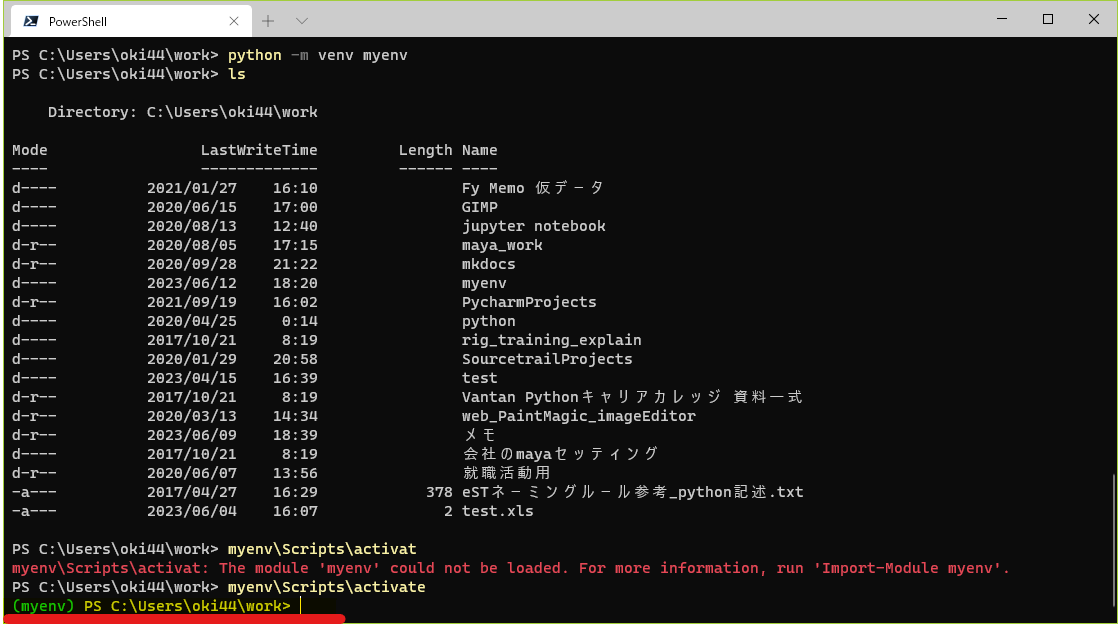 PowerShell
PS C:\Users\oki44\work> python -m venv myenv
PS C:\Users\oki44\work> ls
Directory: C:\Users\oki44\work
Mode LastWriteTime Length Name
---- ------------- ------ ----
d---- 2021/01/27 16:10 Fy Memo 仮データ
d---- 2020/06/15 17:00 GIMP
d---- 2020/08/13 12:40 jupyter notebook
d-r-- 2020/08/05 17:15 maya_work
d-r-- 2020/09/28 21:22 mkdocs
d---- 2023/06/12 18:20 myenv
d-r-- 2021/09/19 16:02 PycharmProjects
d---- 2020/04/25 0:14 python
d---- 2017/10/21 8:19 rig_training_explain
d---- 2020/01/29 20:58 SourcetrailProjects
d---- 2023/04/15 16:39 test
d-r-- 2017/10/21 8:19 Vantan Pythonキャリアカレッジ 資料一式
d-r-- 2020/03/13 14:34 web_PaintMagic_imageEditor
d-r-- 2023/06/09 18:39 メモ
d---- 2017/10/21 8:19 会社のmayaセッティング
d-r-- 2020/06/07 13:56 就職活動用
-a--- 2017/04/27 16:29 378 eSTネーミングルール参考_python記述.txt
-a--- 2023/06/04 16:07 2 test.xls
PS C:\Users\oki44\work> myenv\Scripts\activat
myenv\Scripts\activat: The module 'myenv' could not be loaded. For more information, run 'Import-Module myenv'.
PS C:\Users\oki44\work> myenv\Scripts\activate
(myenv) PS C:\Users\oki44\work>